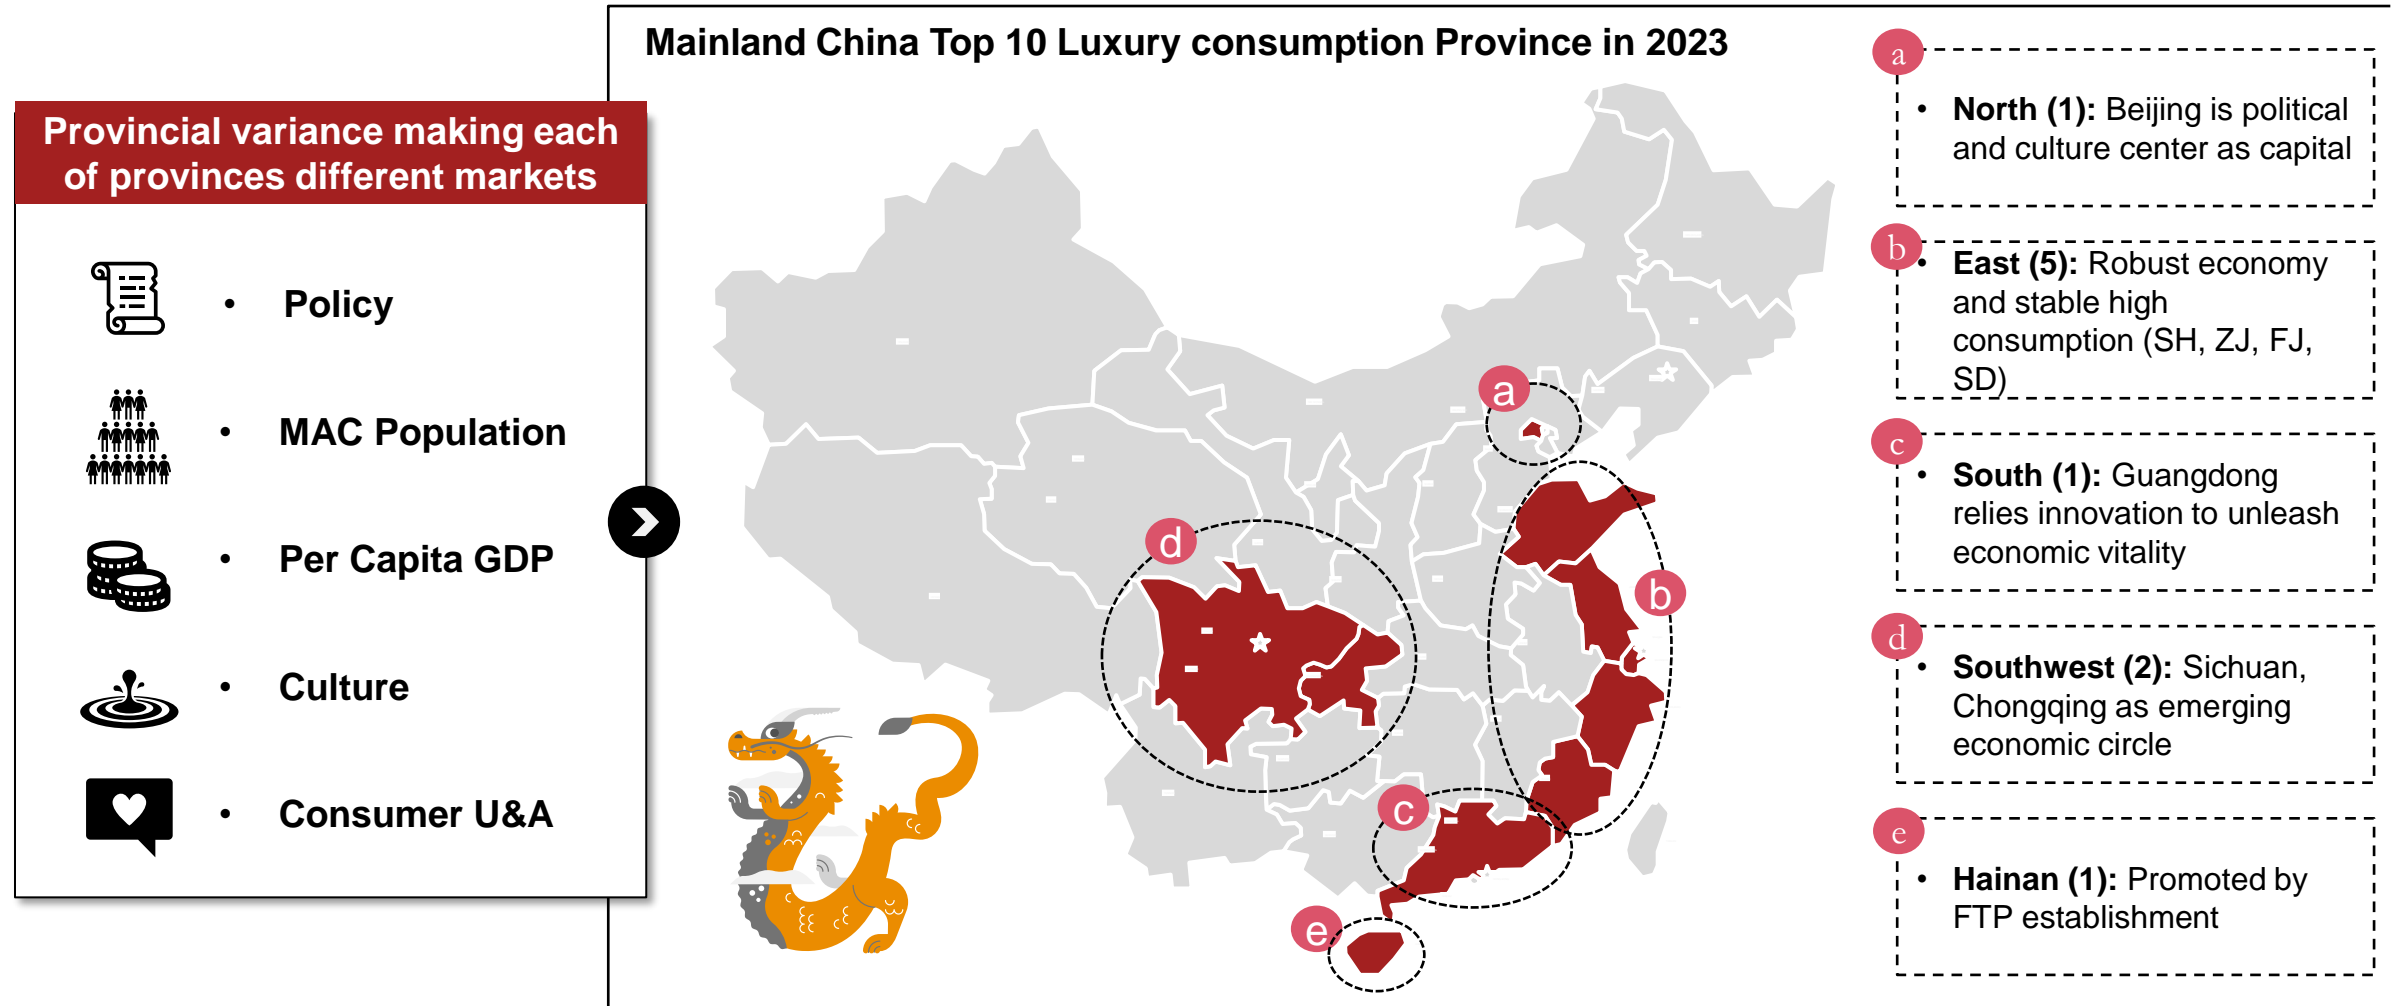 Mainland China Top 10 Luxury consumption Province in 2023
Provincial variance making each
of provinces different markets
• Policy
• MAC Population
• Per Capita GDP
• Culture
• Consumer U&A
a
b
c
d
e
a
• North (1): Beijing is political
and culture center as capital
b
• East (5): Robust economy
and stable high
consumption (SH, ZJ, FJ,
SD)
c
• South (1): Guangdong
relies innovation to unleash
economic vitality
d
• Southwest (2): Sichuan,
Chongqing as emerging
economic circle
e
• Hainan (1): Promoted by
FTP establishment